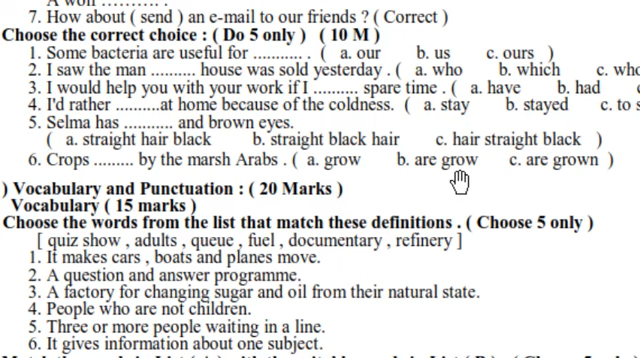 7. How about ( send ) an e-mail to our friends ? ( Correct )
Choose the correct choice : ( Do 5 only ) ( 10 M )
1. Some bacteria are useful for ........... . ( a. our b. us c. ours )
2. I saw the man .......... house was sold yesterday . ( a. who b. which c.
3. I would help you with your work if I .......... spare time . ( a. have b. had
4. I'd rather ..........at home because of the coldness. ( a. stay b. stayed c. to
5. Selma has ........... and brown eyes.
( a. straight hair black b. straight black hair c. hair straight black )
6. Crops ......... by the marsh Arabs . ( a. grow b. are grow c. are grown )
) Vocabulary and Punctuation : ( 20 Marks )
Vocabulary ( 15 marks )
Choose the words from the list that match these definitions . ( Choose 5 only )
[ quiz show , adults , queue , fuel , documentary , refinery ]
1. It makes cars , boats and planes move.
2. A question and answer programme.
3. A factory for changing sugar and oil from their natural state.
4. People who are not children.
5. Three or more people waiting in a line.
6. It gives information about one subject.